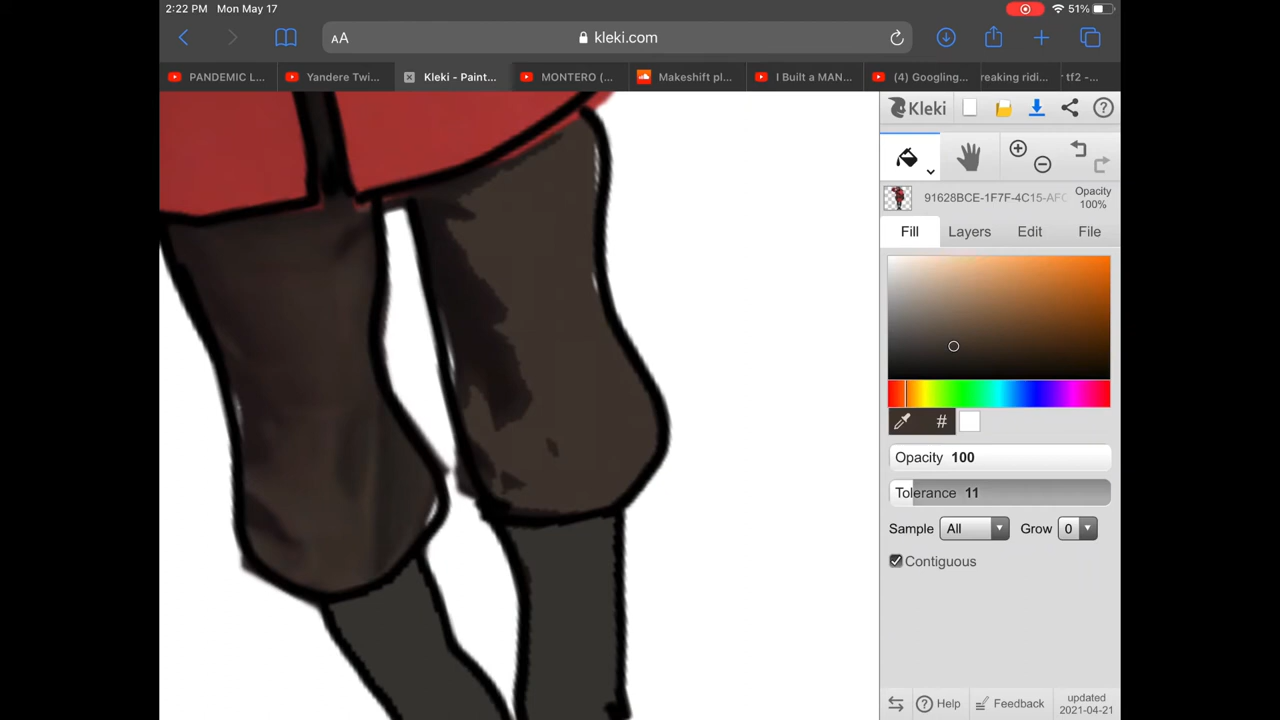 2:22 PM Mon May 17
51%
AA
kleki.com
PANDEMIC L...
Yandere Twi...
Kleki - Paint...
MONTERO (...
Makeshift pl...
I Built a MAN...
(4) Googling...
reaking ridi...
tf2 -...
Kleki
91628BCE-1F7F-4C15-AFC
Opacity
100%
Fill
Layers
Edit
File
#
Opacity 100
Tolerance 11
Sample All
Grow 0
Contiguous
Help
Feedback
updated
2021-04-21